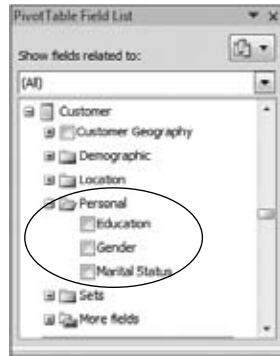 PivotTable Field List
Show fields related to:
(All)
Customer
Customer Geography
Demographic
Location
Personal
Education
Gender
Marital Status
Sets
More fields